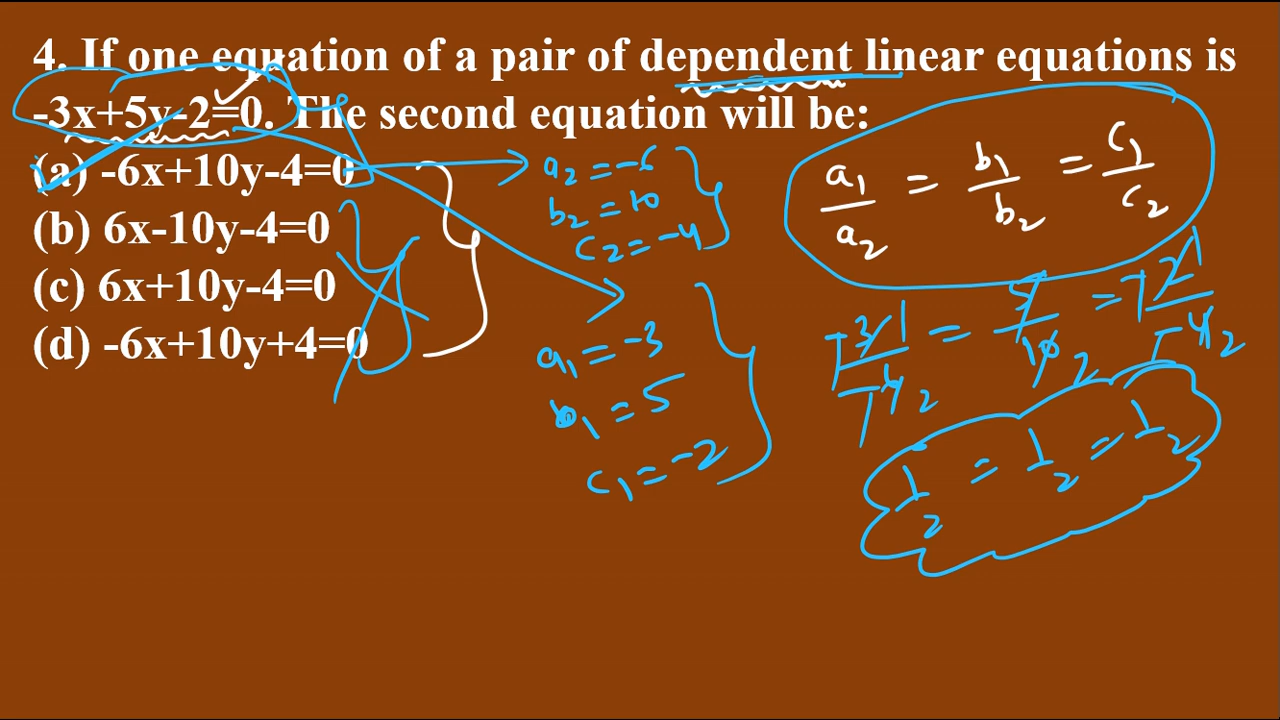 4. If one equation of a pair of dependent linear equations is
-3x+5y-2=0. The second equation will be:
(a) -6x+10y-4=0
(b) 6x-10y-4=0
(c) 6x+10y-4=0
(d) -6x+10y+4=0
a₂ = -6
b₂ = 10
c₂ = -4
a₁ = -3
b₁ = 5
c₁ = -2
a₁/a₂ = b₁/b₂ = c₁/c₂
1/2 = 1/2 = 1/2